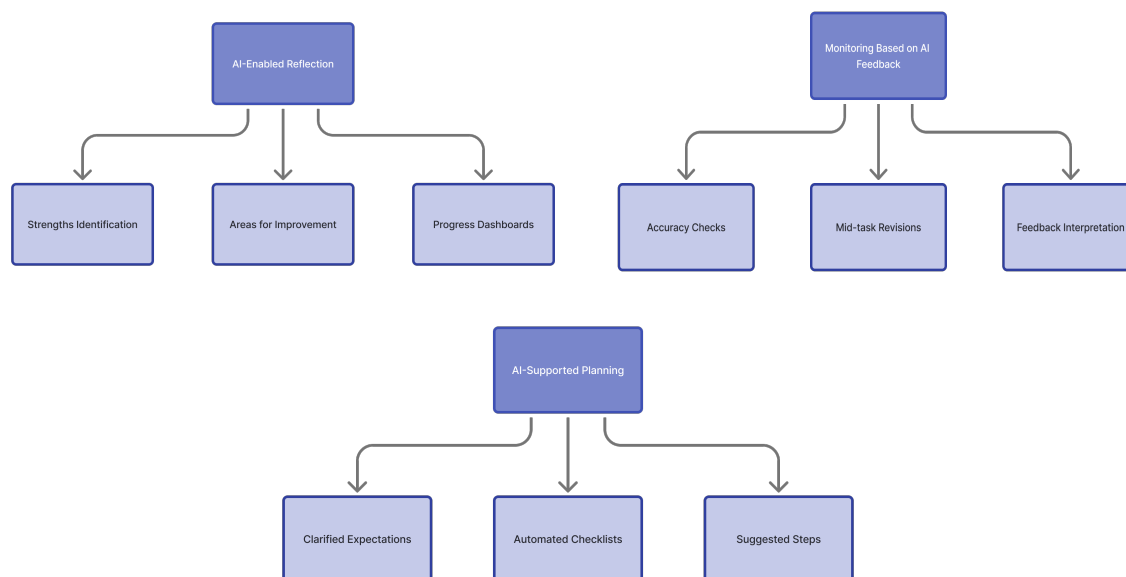 AI-Enabled Reflection
Strengths Identification
Areas for Improvement
Progress Dashboards
Monitoring Based on AI
Feedback
Accuracy Checks
Mid-task Revisions
Feedback Interpretation
AI-Supported Planning
Clarified Expectations
Automated Checklists
Suggested Steps